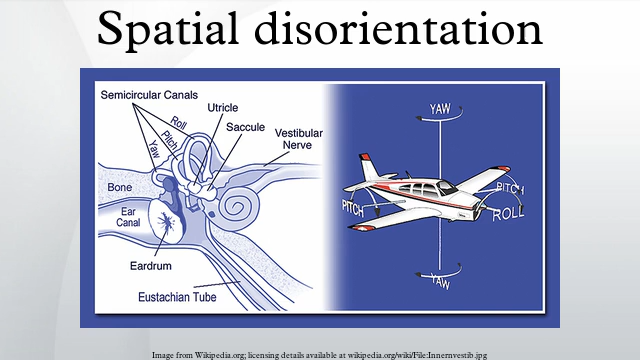 Spatial disorientation
Semicircular Canals
Utricle
Roll
Saccule
Pitch
Vestibular
Nerve
Yaw
Bone
Ear
Canal
Eardrum
Eustachian Tube
YAW
PITCH
PITCH
ROLL
YAW
Image from Wikipedia.org; licensing details available at wikipedia.org/wiki/File:Innernvestib.jpg